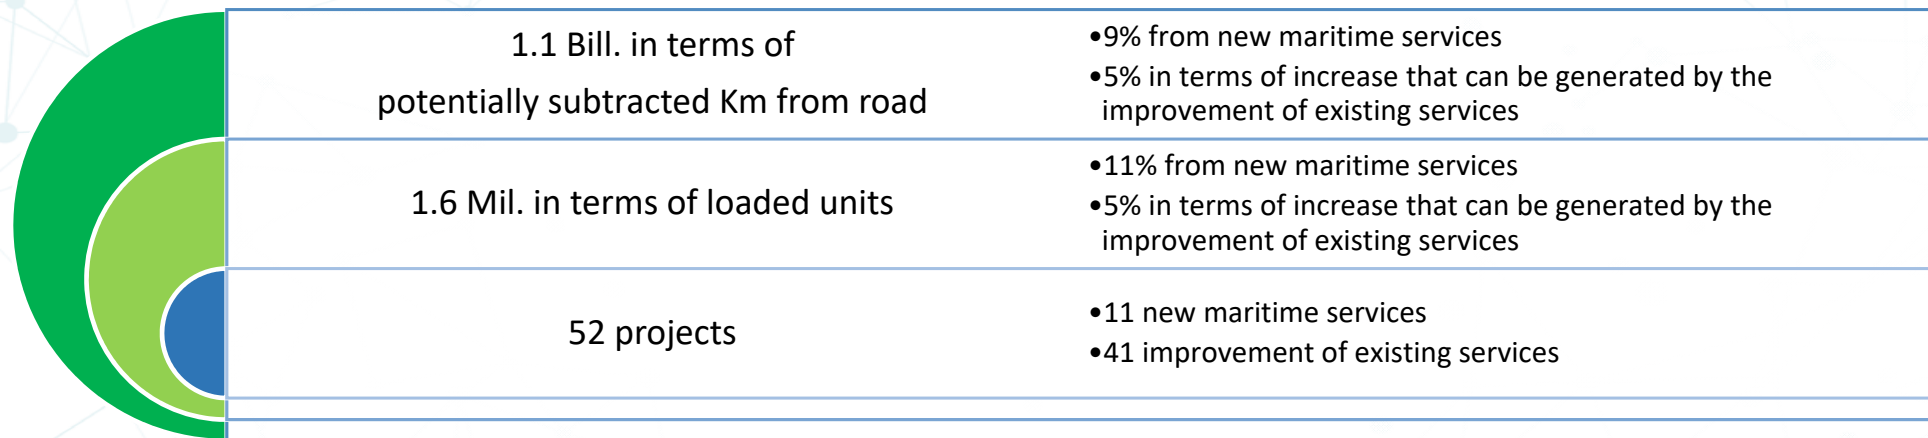 1.1 Bill. in terms of
potentially subtracted Km from road
•9% from new maritime services
•5% in terms of increase that can be generated by the
improvement of existing services
1.6 Mil. in terms of loaded units
•11% from new maritime services
•5% in terms of increase that can be generated by the
improvement of existing services
52 projects
•11 new maritime services
•41 improvement of existing services